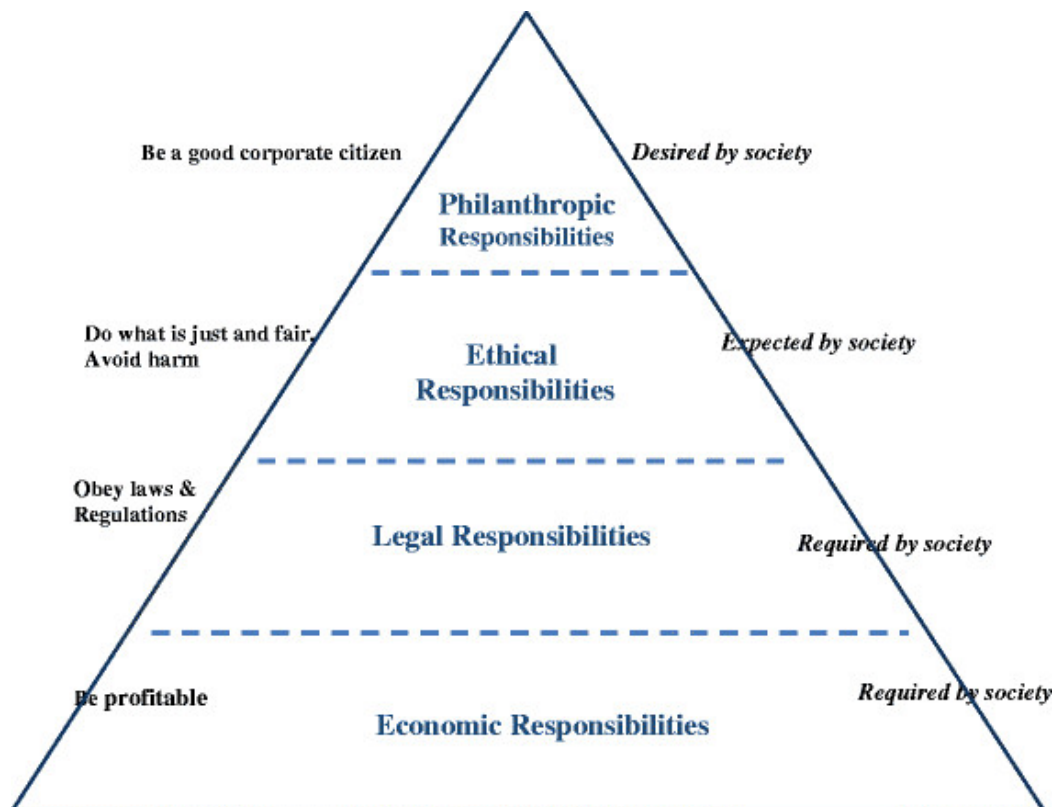 Be a good corporate citizen
Desired by society
Philanthropic
Responsibilities
Do what is just and fair,
Avoid harm
Expected by society
Ethical
Responsibilities
Obey laws &
Regulations
Legal Responsibilities
Required by society
Be profitable
Required by society
Economic Responsibilities